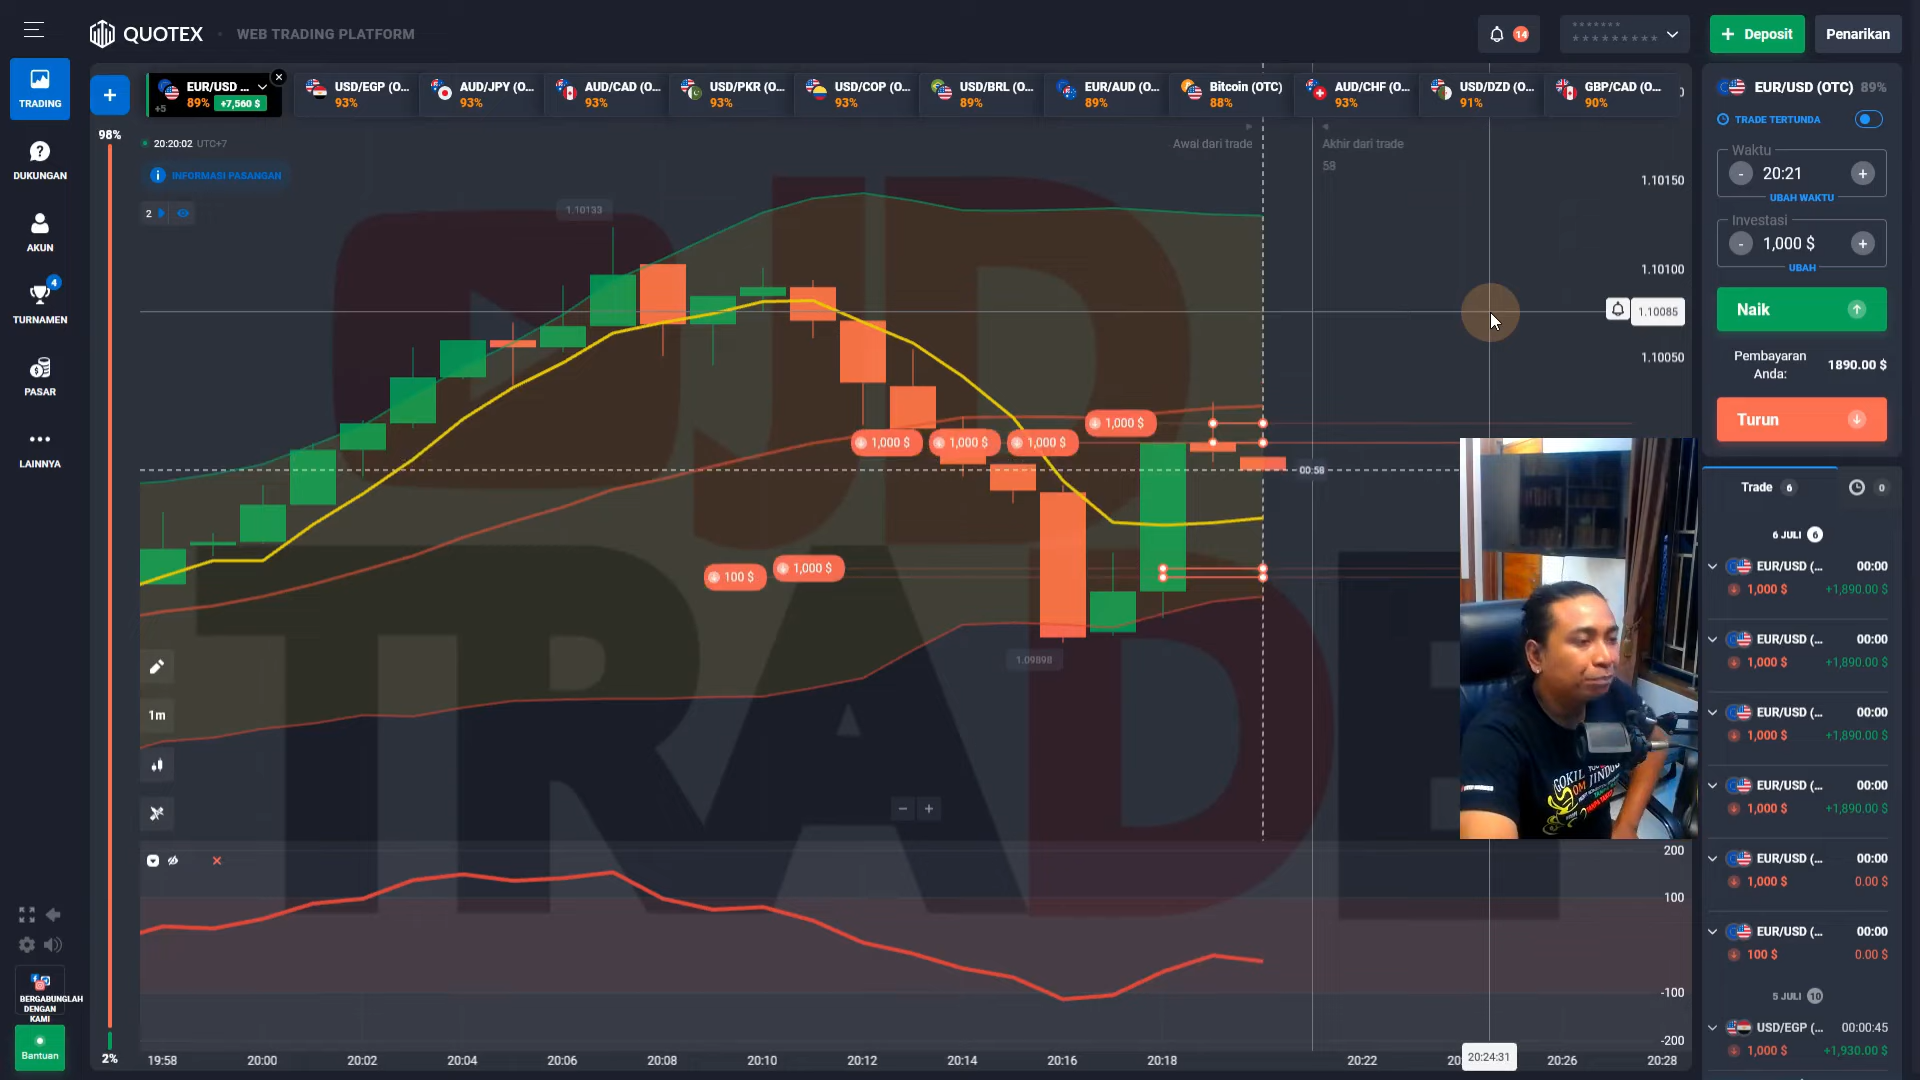 QUOTEX
WEB TRADING PLATFORM
14
*******
*********
+ Deposit
Penarikan
TRADING
?
DUKUNGAN
AKUN
4
TURNAMEN
PASAR
LAINNYA
BERGABUNGLAH
DENGAN
KAMI
Bantuan
+
EUR/USD ...
89% +7,560 $
+5
USD/EGP (O...
93%
AUD/JPY (O...
93%
AUD/CAD (O...
93%
USD/PKR (O...
93%
USD/COP (O...
93%
USD/BRL (O...
89%
EUR/AUD (O...
89%
Bitcoin (OTC)
88%
AUD/CHF (O...
93%
USD/DZD (O...
91%
GBP/CAD (O...
90%
98%
2%
20:20:02 UTC+7
INFORMASI PASANGAN
2
Awal dari trade
Akhir dari trade
58
1.10133
1.09898
1.10150
1.10100
1.10085
1.10050
1,000 $
1,000 $
1,000 $
1,000 $
100 $
1,000 $
00:58
JD
TRADE
1m
200
100
-100
-200
19:58
20:00
20:02
20:04
20:06
20:08
20:10
20:12
20:14
20:16
20:18
20:22
20:24:31
20:26
20:28
EUR/USD (OTC) 89%
TRADE TERTUNDA
Waktu
- 20:21 +
UBAH WAKTU
Investasi
- 1,000 $ +
UBAH
Naik
Pembayaran
Anda:
1890.00 $
Turun
Trade 6
0
6 JULI 6
EUR/USD (... 00:00
1,000 $ +1,890.00 $
EUR/USD (... 00:00
1,000 $ +1,890.00 $
EUR/USD (... 00:00
1,000 $ +1,890.00 $
EUR/USD (... 00:00
1,000 $ +1,890.00 $
EUR/USD (... 00:00
1,000 $ 0.00 $
EUR/USD (... 00:00
100 $ 0.00 $
5 JULI 10
USD/EGP (... 00:00:45
1,000 $ +1,930.00 $
GOKIL
OM JINDUL